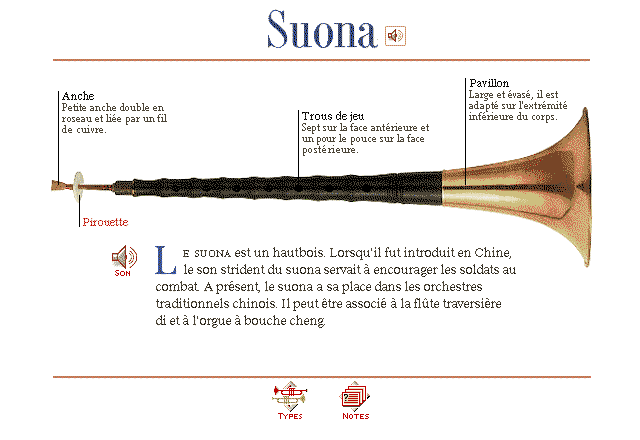 Suona
Anche
Petite anche double en
roseau et liée par un fil
de cuivre.
Trous de jeu
Sept sur la face antérieure et
un pour le pouce sur la face
postérieure.
Pavillon
Large et évasé, il est
adapté sur l'extrémité
inférieure du corps.
Pirouette
Son
LE SUONA est un hautbois. Lorsqu'il fut introduit en Chine,
le son strident du suona servait à encourager les soldats au
combat. A présent, le suona a sa place dans les orchestres
traditionnels chinois. Il peut être associé à la flûte traversière
di et à l'orgue à bouche cheng.
TYPES
NOTES